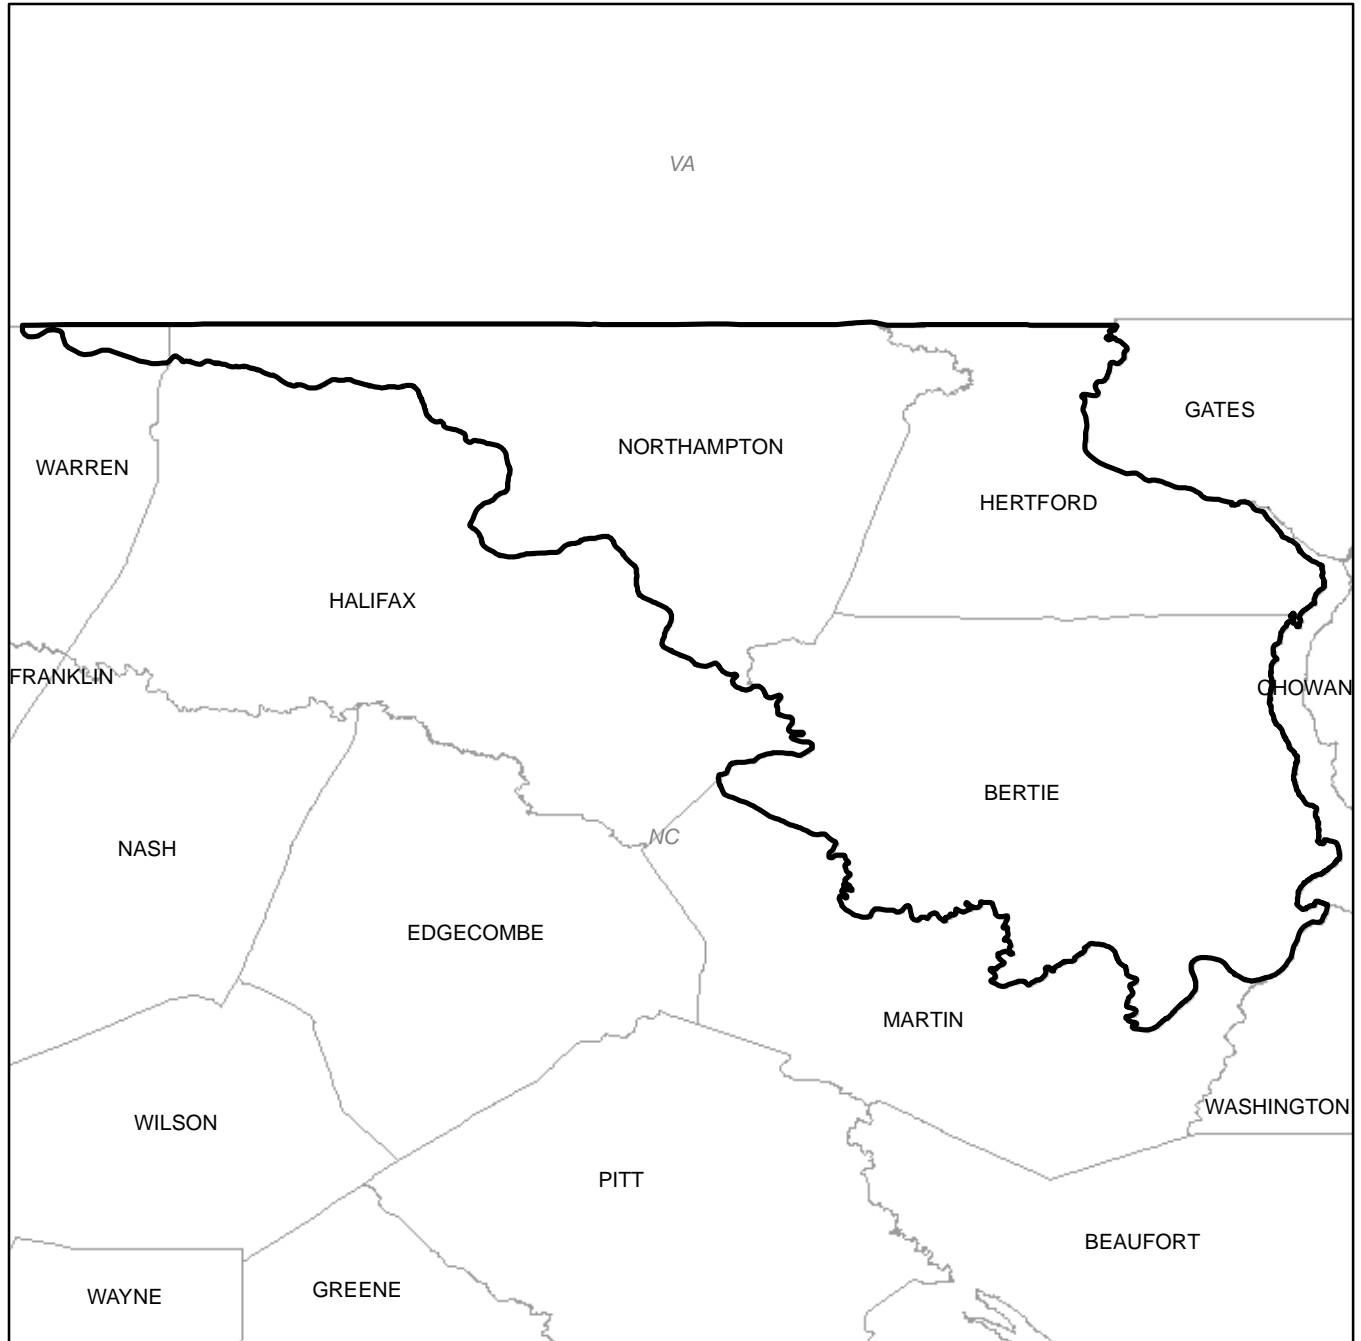 VA
GATES
NORTHAMPTON
WARREN
HERTFORD
HALIFAX
FRANKLIN
CHOWAN
BERTIE
NC
NASH
EDGECOMBE
MARTIN
WASHINGTON
WILSON
PITT
BEAUFORT
GREENE
WAYNE